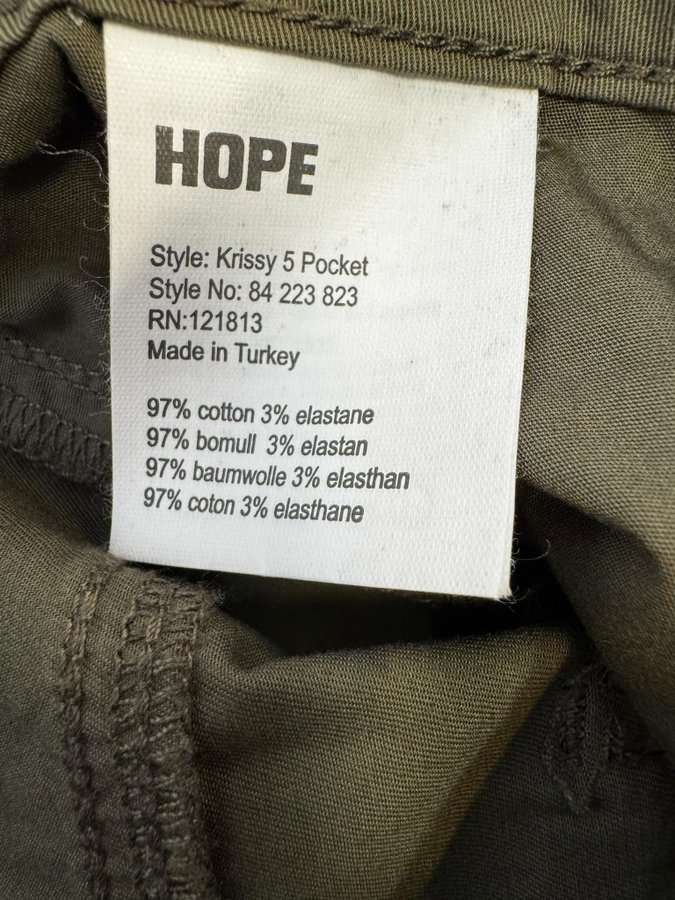 HOPE
Style: Krissy 5 Pocket
Style No: 84 223 823
RN:121813
Made in Turkey
97% cotton 3% elastane
97% bomull 3% elastan
97% baumwolle 3% elasthan
97% coton 3% elasthane